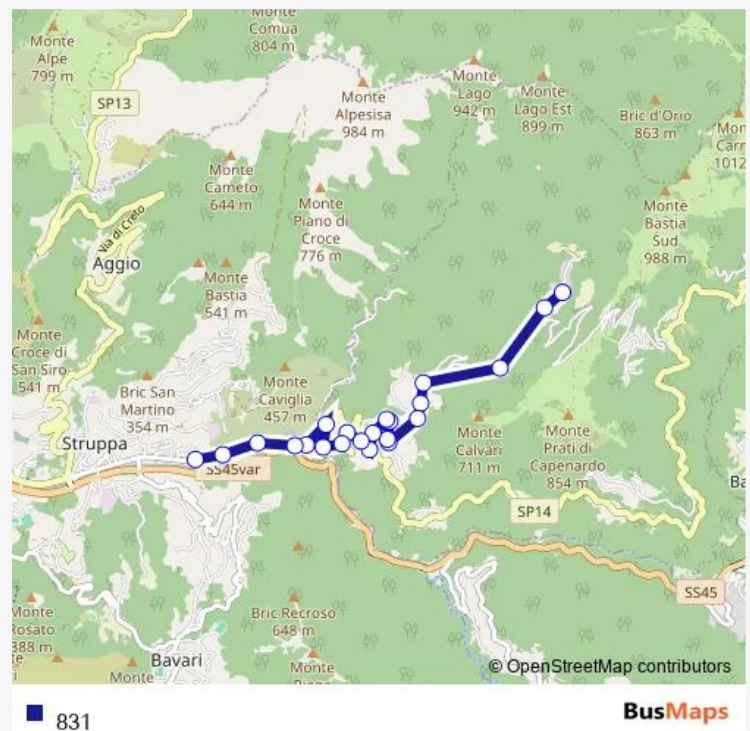 Monte
Comua
804 m
Monte
Alpe
799 m
SP13
Monte
Alpesisa
984 m
Monte
Lago
942 m
Monte
Lago Est
899 m
Bric d'Orio
863 m
1012
Monte
Cameto
644 m
Monte
Piano di
Croce
776 m
Monte
Bastia
Sud
988 m
Via di Creto
Aggio
Monte
Bastia
541 m
Monte
Croce di
San Siro
541 m
Bric San
Martino
354 m
Monte
Caviglia
457 m
Struppa
SS45var
Monte
Calvari
711 m
Monte
Prati di
Capenardo
854 m
SP14
SS45
Monte
Rosato
388 m
Bric Recroso
648 m
Bavari
Monte
Monte
© OpenStreetMap contributors
831
BusMaps